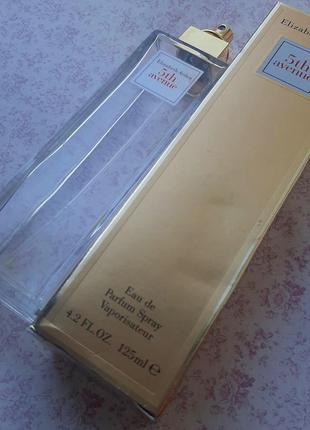 Elizabeth Arden
5th
avenue
Elizab
5th
avenue
Eau de
Parfum Spray
Vaporisateur
4.2 FL.OZ. 125ml e